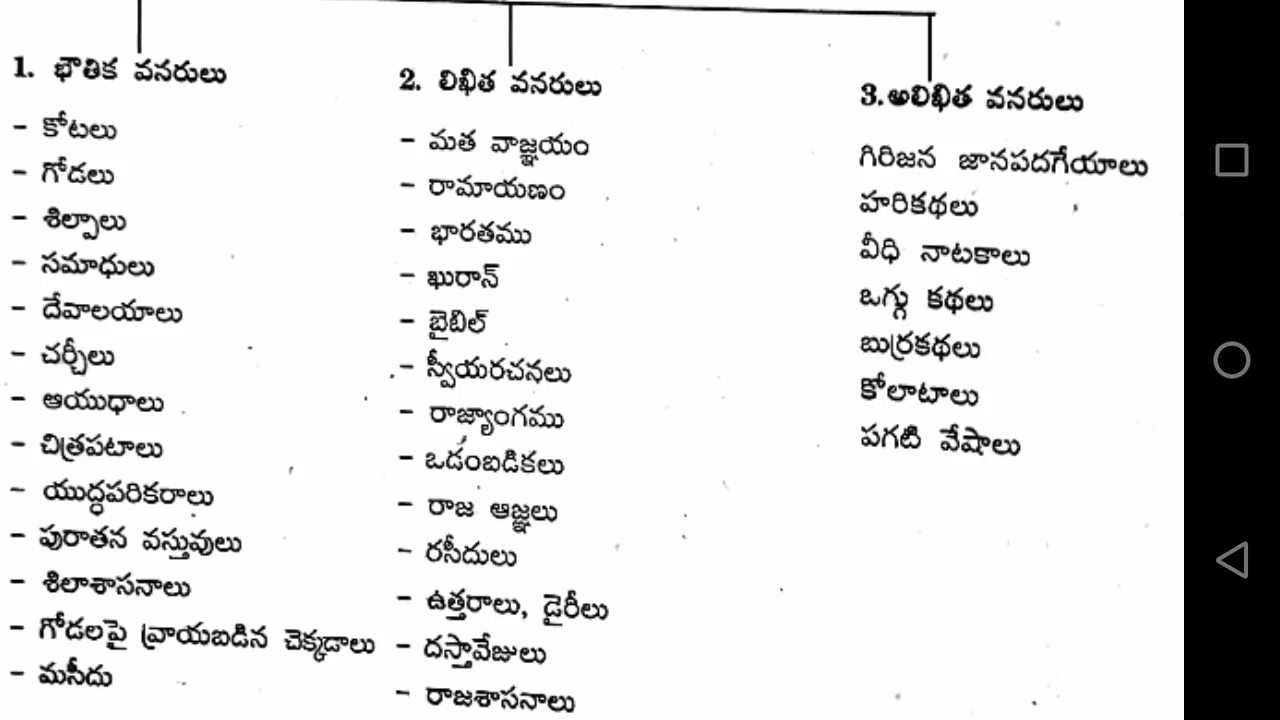 1. భౌతిక వనరులు
- కోటలు
- గోడలు
- శిల్పాలు
- సమాధులు
- దేవాలయాలు
- చర్చీలు
- ఆయుధాలు
- చిత్రపటాలు
- యుద్ధపరికరాలు
- పురాతన వస్తువులు
- శిలాశాసనాలు
- గోడలపై వ్రాయబడిన చెక్కడాలు
- మసీదు
2. లిఖిత వనరులు
- మత వాజ్ఞయం
- రామాయణం
- భారతము
- ఖురాన్
- బైబిల్
- స్వీయరచనలు
- రాజ్యాంగము
- ఒడంబడికలు
- రాజ ఆజ్ఞలు
- రసీదులు
- ఉత్తరాలు, డైరీలు
- దస్తావేజులు
- రాజశాసనాలు
3.అలిఖిత వనరులు
గిరిజన జానపదగేయాలు
హరికథలు
వీధి నాటకాలు
ఒగ్గు కథలు
బుర్రకథలు
కోలాటాలు
పగటి వేషాలు